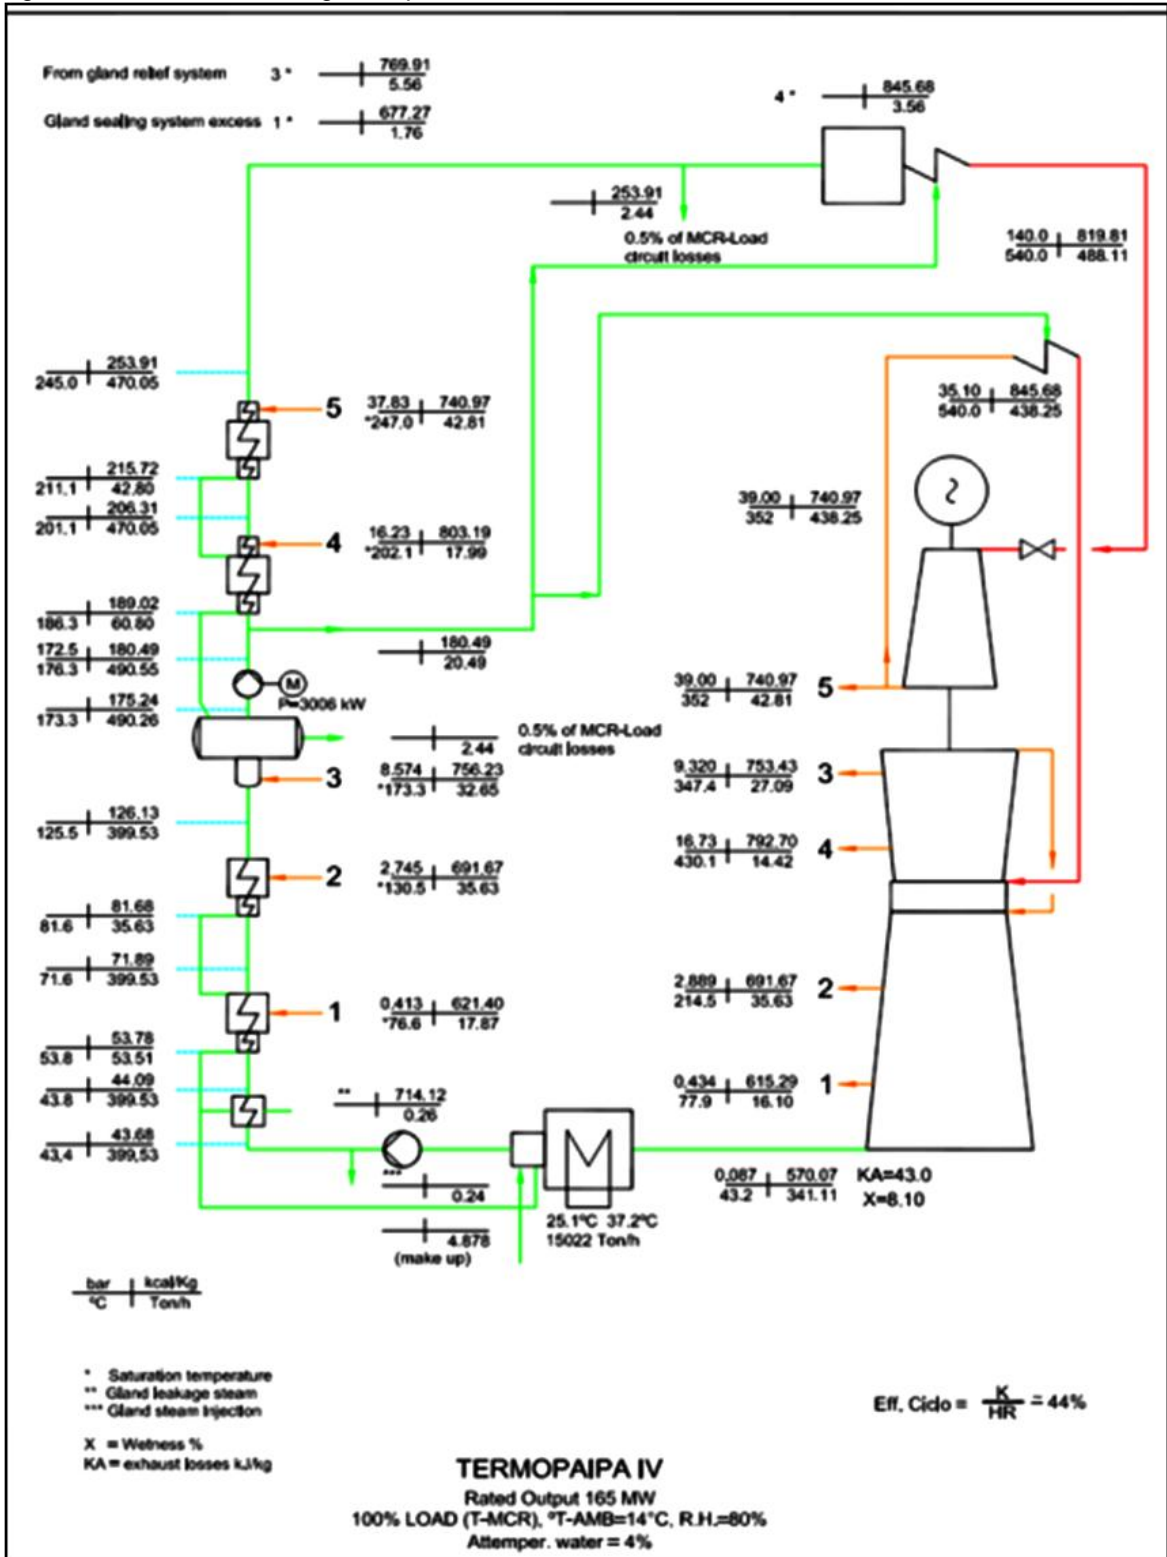 From gland relief system 3 * 769.91
5.56
Gland sealing system excess 1 * 677.27
1.76
4 * 845.68
3.56
253.91
2.44
0.5% of MCR-Load
circuit losses
140.0 819.81
540.0 488.11
253.91
245.0 470.05
35.10 845.68
540.0 438.25
5 37.83 740.97
*247.0 42.81
215.72
211.1 42.80
206.31
201.1 470.05
39.00 740.97
352 438.25
4 16.23 803.19
*202.1 17.99
189.02
186.3 60.80
172.5 180.49
176.3 490.55
180.49
20.49
M
P=3006 kW
175.24
173.3 490.26
39.00 740.97
352 42.81
5
2.44
0.5% of MCR-Load
circuit losses
3 8.574 756.23
*173.3 32.65
9.320 753.43
347.4 27.09
3
126.13
125.5 399.53
16.73 792.70
430.1 14.42
4
2 2.745 691.67
*130.5 35.63
81.68
81.6 35.63
71.89
71.6 399.53
2.889 691.67
214.5 35.63
2
1 0.413 621.40
*76.6 17.87
53.78
53.8 53.51
44.09
43.8 399.53
0.434 615.29
77.9 16.10
1
** 714.12
0.26
43.68
43,4 399,53
***
0.24
4.878
(make up)
25.1ºC 37.2ºC
15022 Ton/h
0.087 570.07
43.2 341.11
KA=43.0
X=8.10
bar kcal/Kg
ºC Ton/h
* Saturation temperature
** Gland leakage steam
*** Gland steam Injection
X = Wetness %
KA = exhaust losses kJ/kg
Eff. Ciclo = K/HR = 44%
TERMOPAIPA IV
Rated Output 165 MW
100% LOAD (T-MCR), ºT-AMB=14°C, R.H.=80%
Attemper. water = 4%